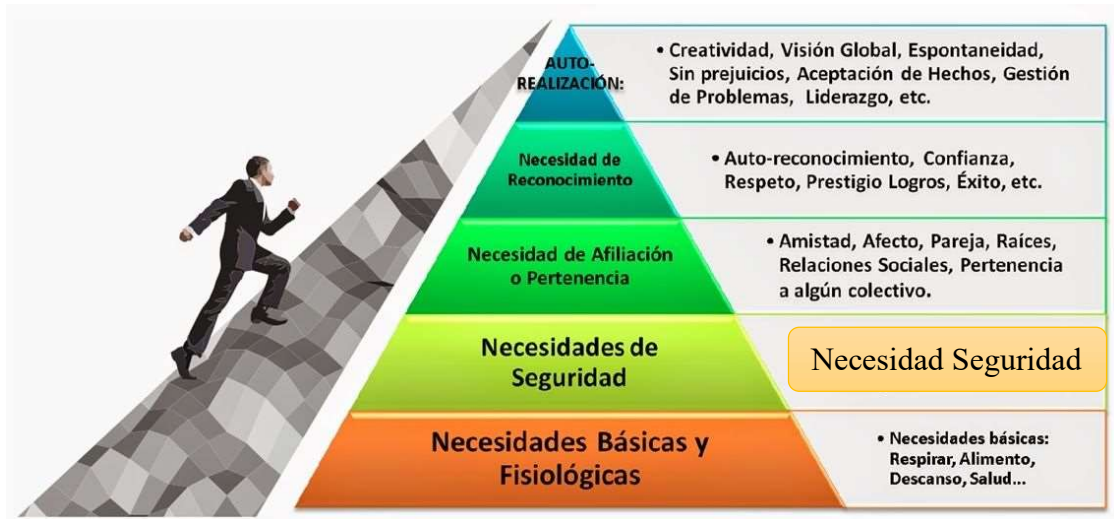 AUTO-
REALIZACIÓN:
• Creatividad, Visión Global, Espontaneidad,
Sin prejuicios, Aceptación de Hechos, Gestión
de Problemas, Liderazgo, etc.
Necesidad de
Reconocimiento
• Auto-reconocimiento, Confianza,
Respeto, Prestigio Logros, Éxito, etc.
Necesidad de Afiliación
o Pertenencia
• Amistad, Afecto, Pareja, Raíces,
Relaciones Sociales, Pertenencia
a algún colectivo.
Necesidades de
Seguridad
Necesidad Seguridad
Necesidades Básicas y
Fisiológicas
• Necesidades básicas:
Respirar, Alimento,
Descanso, Salud...